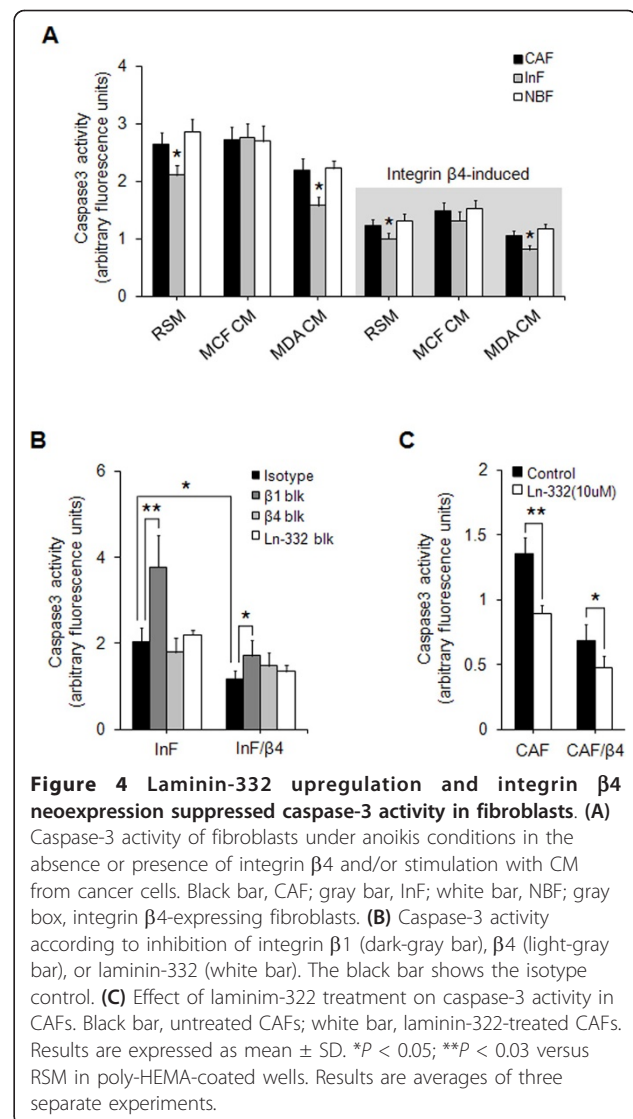 A
CAF
InF
NBF
Caspase3 activity
(arbitrary fluorescence units)
4
3
2
1
0
Integrin β4-induced
*
*
*
*
RSM
MCF CM
MDA CM
RSM
MCF CM
MDA CM
B
Isotype
β1 blk
β4 blk
Ln-332 blk
Caspase3 activity
(arbitrary fluorescence units)
6
4
2
0
**
*
*
InF
InF/β4
C
Control
Ln-332(10uM)
Caspase3 activity
(arbitrary fluorescence units)
2
1.5
1
0.5
0
**
*
CAF
CAF/β4
Figure 4 Laminin-332 upregulation and integrin β4
neoexpression suppressed caspase-3 activity in fibroblasts. (A)
Caspase-3 activity of fibroblasts under anoikis conditions in the
absence or presence of integrin β4 and/or stimulation with CM
from cancer cells. Black bar, CAF; gray bar, InF; white bar, NBF; gray
box, integrin β4-expressing fibroblasts. (B) Caspase-3 activity
according to inhibition of integrin β1 (dark-gray bar), β4 (light-gray
bar), or laminin-332 (white bar). The black bar shows the isotype
control. (C) Effect of laminim-322 treatment on caspase-3 activity in
CAFs. Black bar, untreated CAFs; white bar, laminin-322-treated CAFs.
Results are expressed as mean ± SD. *P < 0.05; **P < 0.03 versus
RSM in poly-HEMA-coated wells. Results are averages of three
separate experiments.